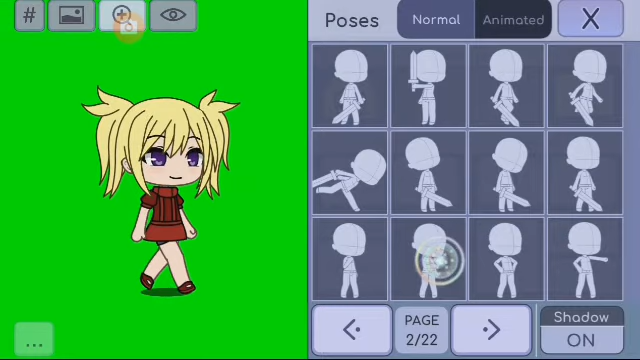 #
Poses
Normal
Animated
X
PAGE
2/22
Shadow
ON
...